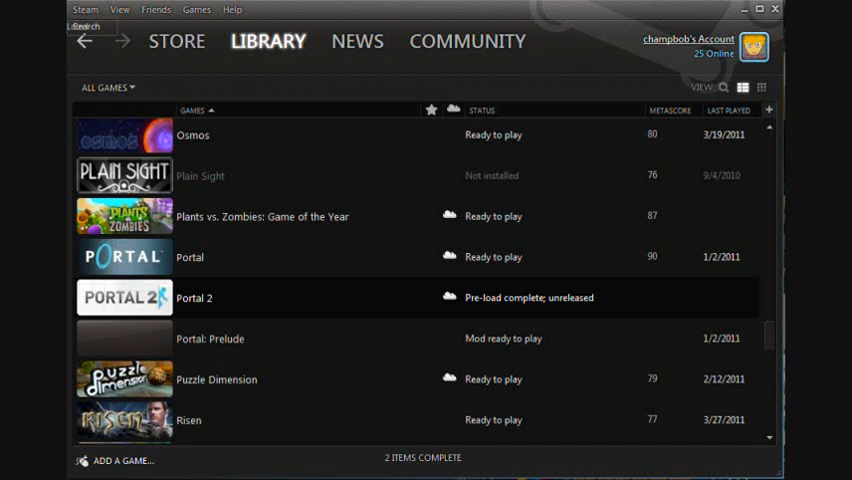 Steam View Friends Games Help
Search
STORE LIBRARY NEWS COMMUNITY
champbob's Account
25 Online
ALL GAMES
VIEW
GAMES STATUS METASCORE LAST PLAYED +
osmos Osmos Ready to play 80 3/19/2011
PLAIN SIGHT Plain Sight Not installed 76 9/4/2010
PLANTS VS. ZOMBIES Plants vs. Zombies: Game of the Year Ready to play 87
PORTAL Portal Ready to play 90 1/2/2011
PORTAL 2 Portal 2 Pre-load complete; unreleased
Portal: Prelude Mod ready to play 1/2/2011
puzzle Dimension Puzzle Dimension Ready to play 79 2/12/2011
RISEN Risen Ready to play 77 3/27/2011
ADD A GAME... 2 ITEMS COMPLETE